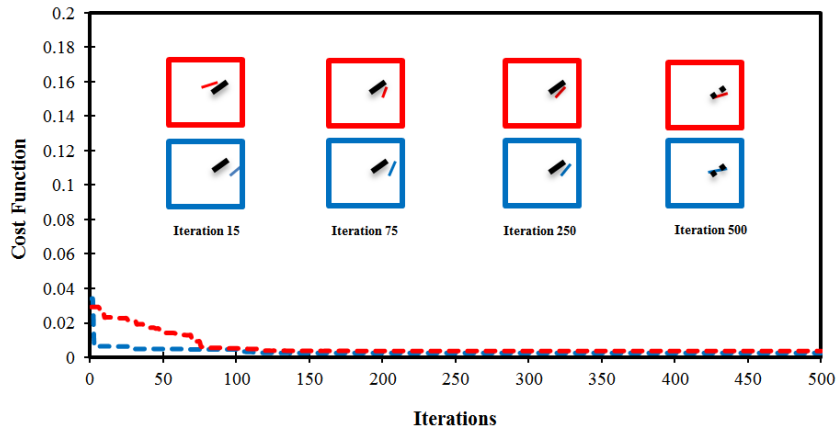 0.2
0.18
0.16
0.14
0.12
0.1
0.08
0.06
0.04
0.02
0
Cost Function
Iteration 15 Iteration 75 Iteration 250 Iteration 500
0 50 100 150 200 250 300 350 400 450 500
Iterations